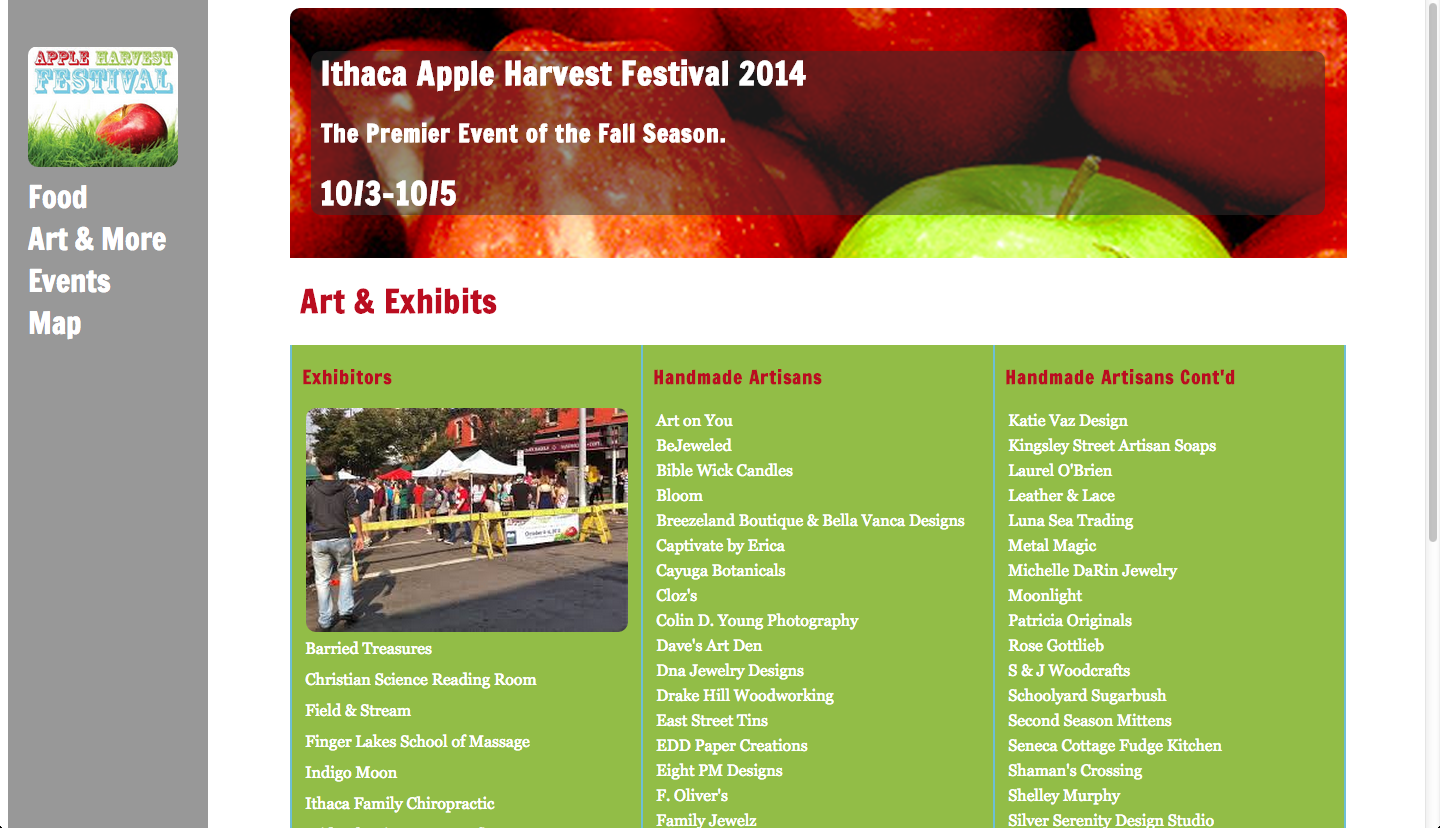 APPLE HARVEST
FESTIVAL
Food
Art & More
Events
Map
Ithaca Apple Harvest Festival 2014
The Premier Event of the Fall Season.
10/3-10/5
Art & Exhibits
Exhibitors
Barried Treasures
Christian Science Reading Room
Field & Stream
Finger Lakes School of Massage
Indigo Moon
Ithaca Family Chiropractic
Handmade Artisans
Art on You
BeJeweled
Bible Wick Candles
Bloom
Breezeland Boutique & Bella Vanca Designs
Captivate by Erica
Cayuga Botanicals
Cloz's
Colin D. Young Photography
Dave's Art Den
Dna Jewelry Designs
Drake Hill Woodworking
East Street Tins
EDD Paper Creations
Eight PM Designs
F. Oliver's
Family Jewelz
Handmade Artisans Cont'd
Katie Vaz Design
Kingsley Street Artisan Soaps
Laurel O'Brien
Leather & Lace
Luna Sea Trading
Metal Magic
Michelle DaRin Jewelry
Moonlight
Patricia Originals
Rose Gottlieb
S & J Woodcrafts
Schoolyard Sugarbush
Second Season Mittens
Seneca Cottage Fudge Kitchen
Shaman's Crossing
Shelley Murphy
Silver Serenity Design Studio